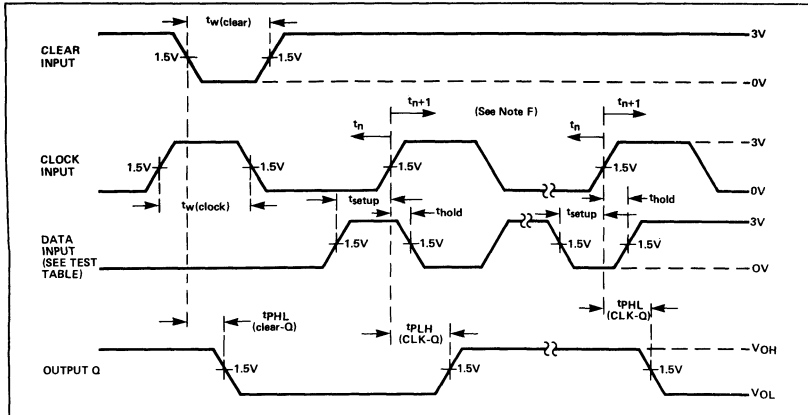 tw(clear)
3V
CLEAR
INPUT
1.5V
1.5V
0V
tn+1
(See Note F)
tn+1
tn
tn
3V
CLOCK
INPUT
1.5V
1.5V
1.5V
1.5V
0V
tw(clock)
tsetup
thold
tsetup
thold
3V
DATA
INPUT
(SEE TEST
TABLE)
1.5V
1.5V
1.5V
1.5V
0V
tPHL
(clear-Q)
tPLH
(CLK-Q)
tPHL
(CLK-Q)
VOH
OUTPUT Q
1.5V
1.5V
1.5V
VOL